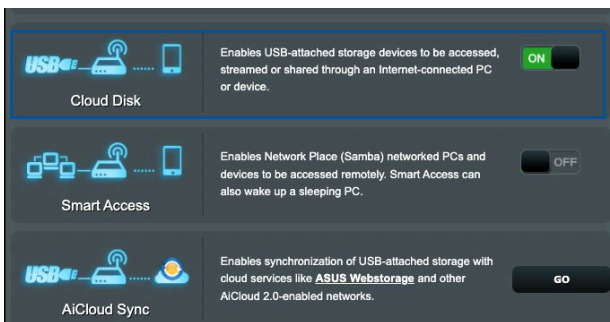 USB
Cloud Disk
Enables USB-attached storage devices to be accessed,
streamed or shared through an Internet-connected PC
or device.
ON
Smart Access
Enables Network Place (Samba) networked PCs and
devices to be accessed remotely. Smart Access can
also wake up a sleeping PC.
OFF
USB
AiCloud Sync
Enables synchronization of USB-attached storage with
cloud services like ASUS Webstorage and other
AiCloud 2.0-enabled networks.
GO